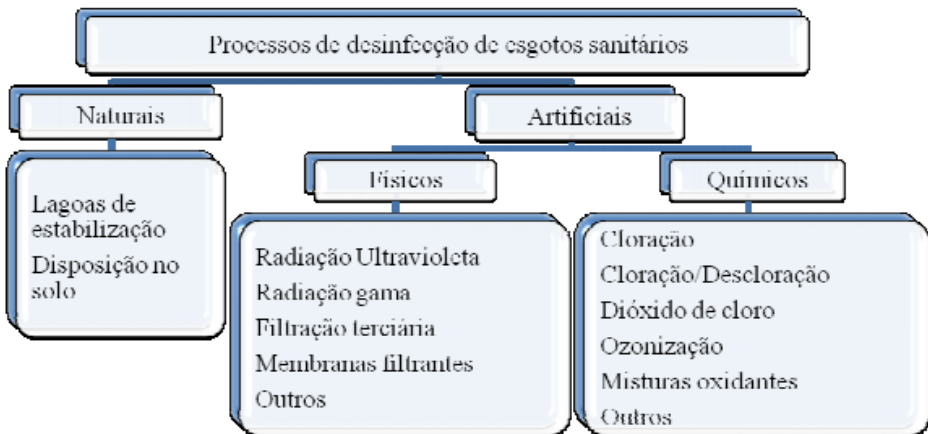 Processos de desinfecção de esgotos sanitários
Naturais
Artificiais
Lagoas de
estabilização
Disposição no
solo
Físicos
Químicos
Radiação Ultravioleta
Radiação gama
Filtração terciária
Membranas filtrantes
Outros
Cloração
Cloração/Descloração
Dióxido de cloro
Ozonização
Misturas oxidantes
Outros